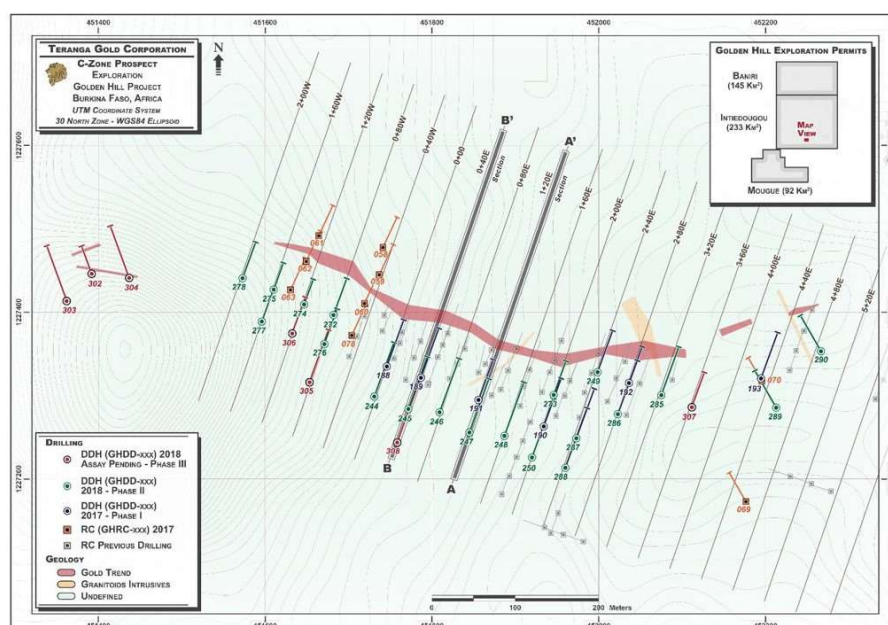 451400
451600
451800
452000
452200
TERANGA GOLD CORPORATION
C-ZONE PROSPECT
EXPLORATION
GOLDEN HILL PROJECT
BURKINA FASO, AFRICA
UTM COORDINATE SYSTEM
30 NORTH ZONE - WGS84 ELLIPSOID
N
GOLDEN HILL EXPLORATION PERMITS
BANIRI
(145 KM²)
INTIEDOUGOU
(233 KM²)
MAP
VIEW
MOUGUE (92 KM²)
2+00W
1+60W
1+20W
0+80W
0+40W
0+00
0+40E
Section
0+80E
1+20E
Section
1+60E
2+00E
2+40E
2+80E
3+20E
3+60E
4+00E
4+40E
4+80E
5+20E
B'
A'
B
A
1227600
1227400
1227200
061
058
062
059
063
060
078
302
304
303
278
275
274
272
277
306
276
305
188
189
244
245
246
191
308
247
248
273
190
250
287
288
249
192
286
285
307
193
070
289
290
069
DRILLING
DDH (GHDD-XXX) 2018
ASSAY PENDING - PHASE III
DDH (GHDD-XXX)
2018 - PHASE II
DDH (GHDD-XXX)
2017 - PHASE I
RC (GHRC-XXX) 2017
RC PREVIOUS DRILLING
GEOLOGY
GOLD TREND
GRANITOIDS INTRUSIVES
UNDEFINED
0 100 200 METERS
451400
451600
451800
452000
452200